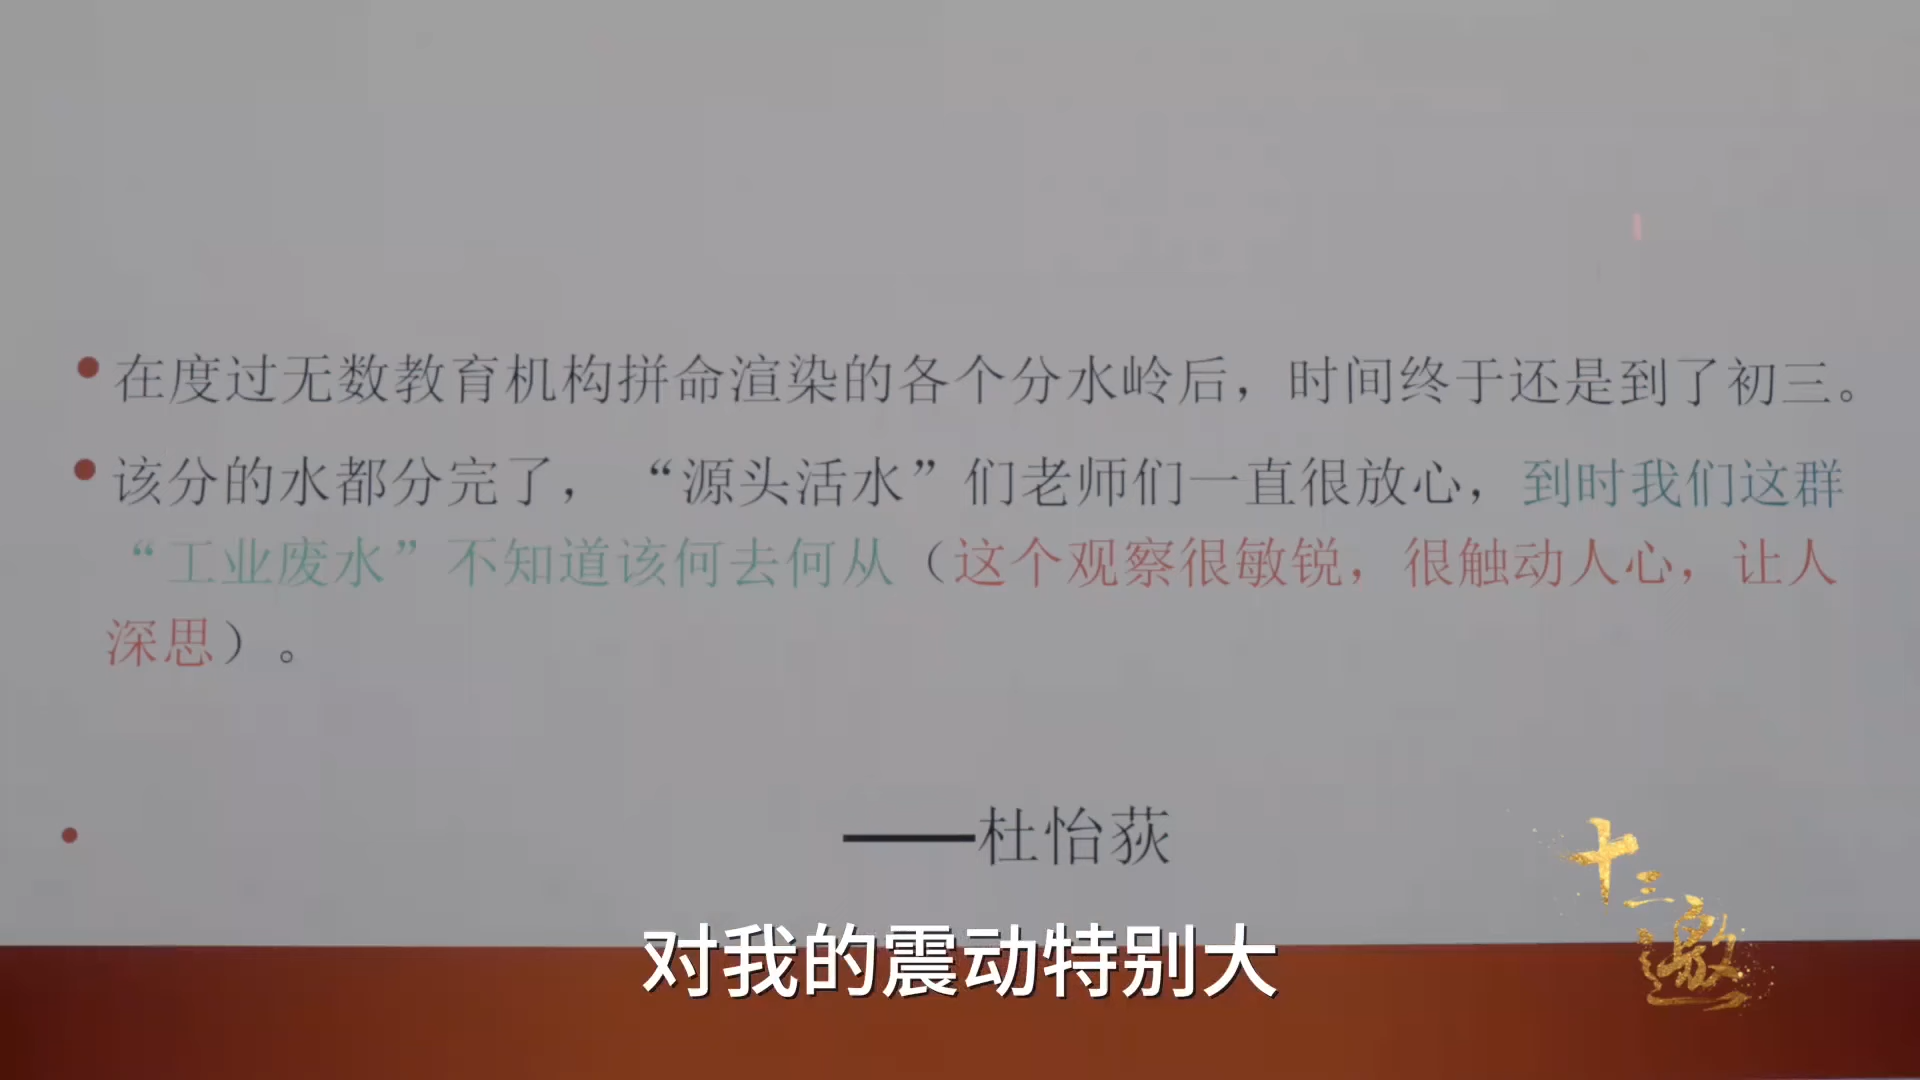 在度过无数教育机构拼命渲染的各个分水岭后，时间终于还是到了初三。
该分的水都分完了，“源头活水”们老师们一直很放心，到时我们这群
“工业废水”不知道该何去何从（这个观察很敏锐，很触动人心，让人
深思）。
——杜怡荻
十三邀
对我的震动特别大